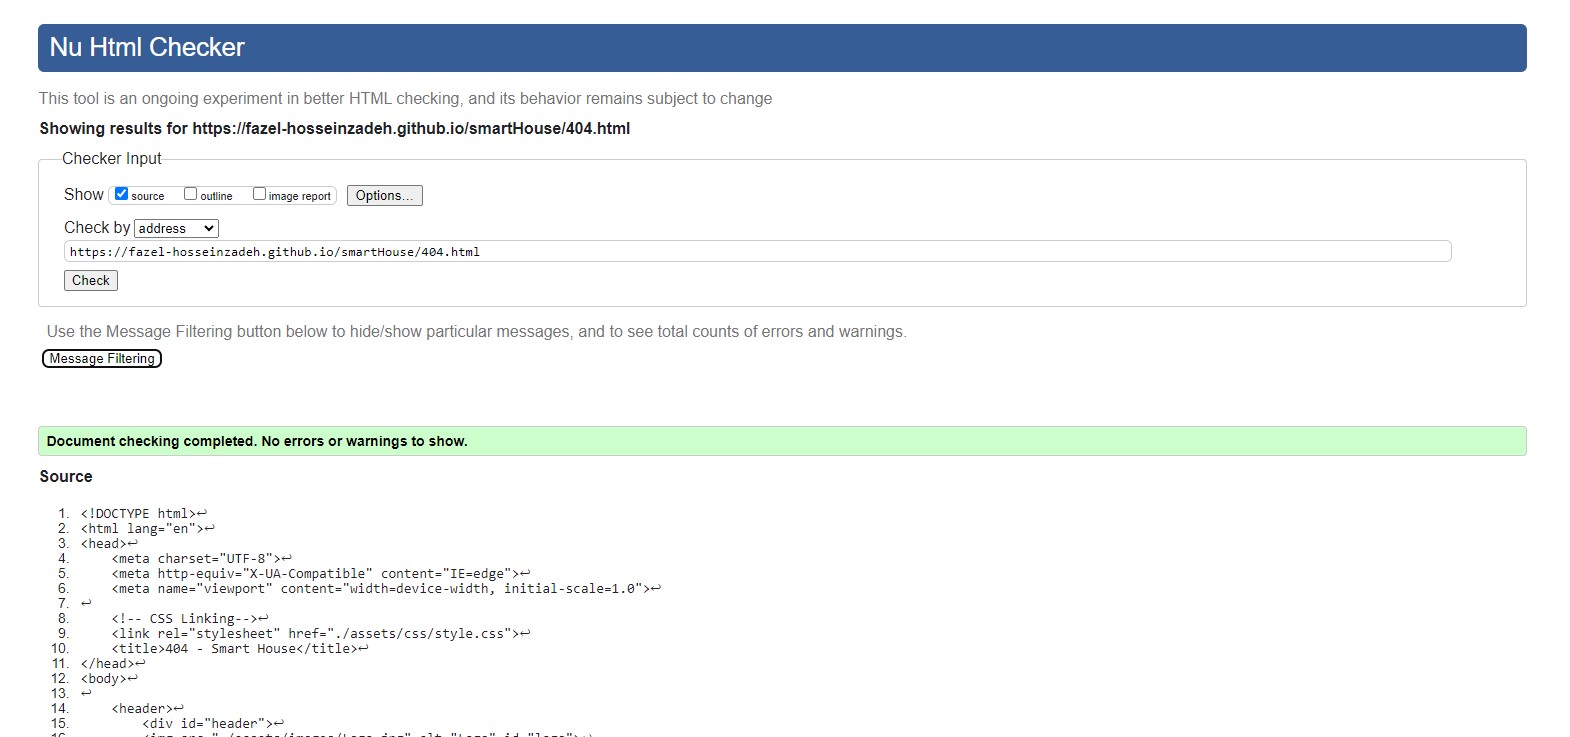 Nu Html Checker
This tool is an ongoing experiment in better HTML checking, and its behavior remains subject to change
Showing results for https://fazel-hosseinzadeh.github.io/smartHouse/404.html
Checker Input
Show source outline image report Options...
Check by address
https://fazel-hosseinzadeh.github.io/smartHouse/404.html
Check
Use the Message Filtering button below to hide/show particular messages, and to see total counts of errors and warnings.
Message Filtering
Document checking completed. No errors or warnings to show.
Source
1. <!DOCTYPE html>↩
2. <html lang="en">↩
3. <head>↩
4. <meta charset="UTF-8">↩
5. <meta http-equiv="X-UA-Compatible" content="IE=edge">↩
6. <meta name="viewport" content="width=device-width, initial-scale=1.0">↩
7. ↩
8. <!-- CSS Linking-->↩
9. <link rel="stylesheet" href="./assets/css/style.css">↩
10. <title>404 - Smart House</title>↩
11. </head>↩
12. <body>↩
13. ↩
14. <header>↩
15. <div id="header">↩